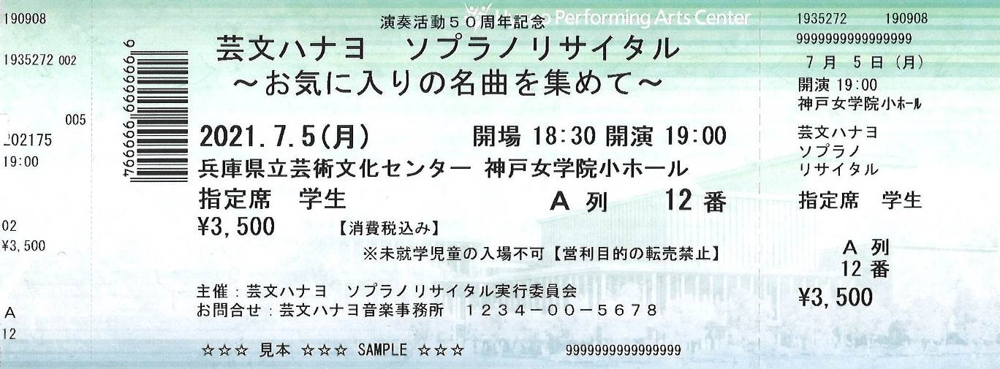 190908
1935272 002
005
202175
19:00
02
¥3,500
A
12
9999999999999994
Hyogo Performing Arts Center
演奏活動50周年記念
芸文ハナヨ ソプラノリサイタル
~お気に入りの名曲を集めて~
2021.7.5(月) 開場 18:30 開演 19:00
兵庫県立芸術文化センター 神戸女学院小ホール
指定席 学生 A 列 12 番
¥3,500 【消費税込み】
※未就学児童の入場不可【営利目的の転売禁止】
主催:芸文ハナヨ ソプラノリサイタル実行委員会
お問合せ:芸文ハナヨ音楽事務所 1234-00-5678
☆☆☆ 見本 ☆☆☆ SAMPLE ☆☆☆ 9999999999999999
1935272 190908
9999999999999999
7 月 5 日 (月)
開演 19:00
神戸女学院小ホール
芸文ハナヨ
ソプラノ
リサイタル
指定席 学生
A 列
12 番
¥3,500